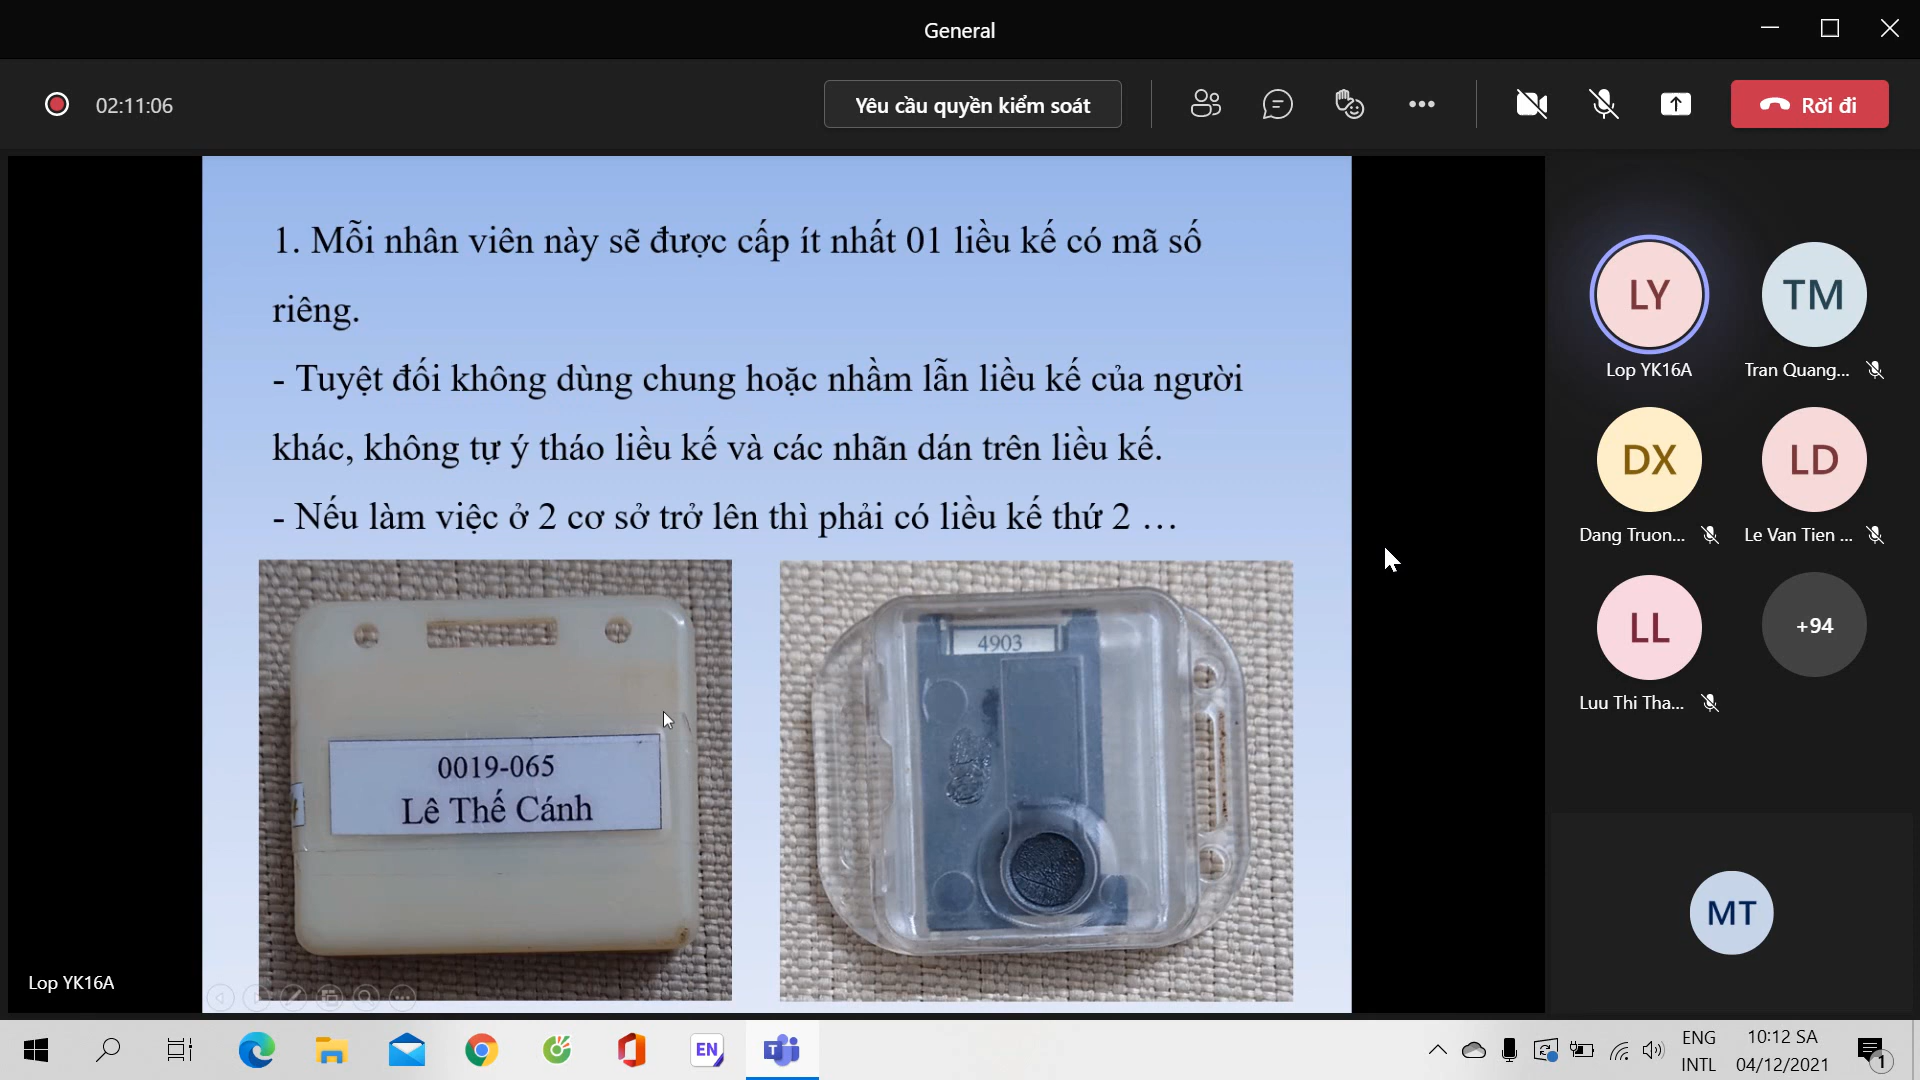 General
02:11:06
Yêu cầu quyền kiểm soát
Rời đi
1. Mỗi nhân viên này sẽ được cấp ít nhất 01 liều kế có mã số
riêng.
- Tuyệt đối không dùng chung hoặc nhầm lẫn liều kế của người
khác, không tự ý tháo liều kế và các nhãn dán trên liều kế.
- Nếu làm việc ở 2 cơ sở trở lên thì phải có liều kế thứ 2 ...
0019-065
Lê Thế Cánh
4903
Lop YK16A
LY
TM
Lop YK16A
Tran Quang...
DX
LD
Dang Truon...
Le Van Tien ...
LL
+94
Luu Thi Tha...
MT
EN
ENG
INTL
10:12 SA
04/12/2021
1